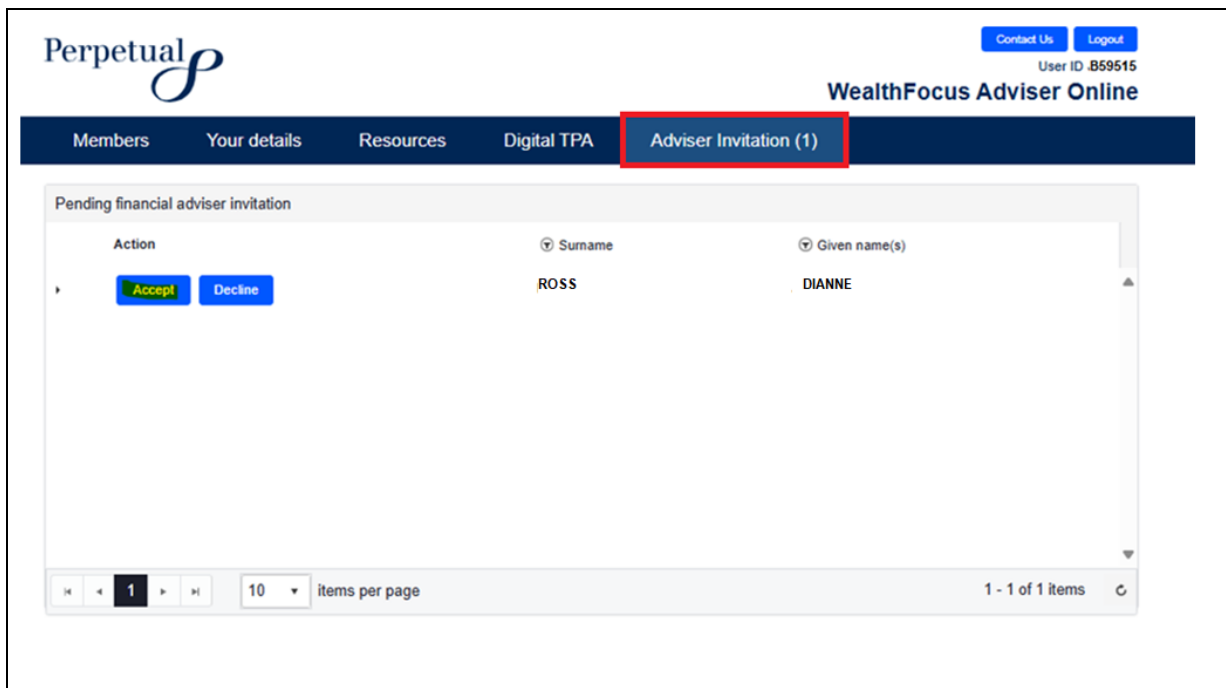 Perpetual
Contact Us Logout
User ID B59515
WealthFocus Adviser Online
Members Your details Resources Digital TPA Adviser Invitation (1)
Pending financial adviser invitation
Action Surname Given name(s)
Accept Decline ROSS DIANNE
1 10 items per page 1 - 1 of 1 items